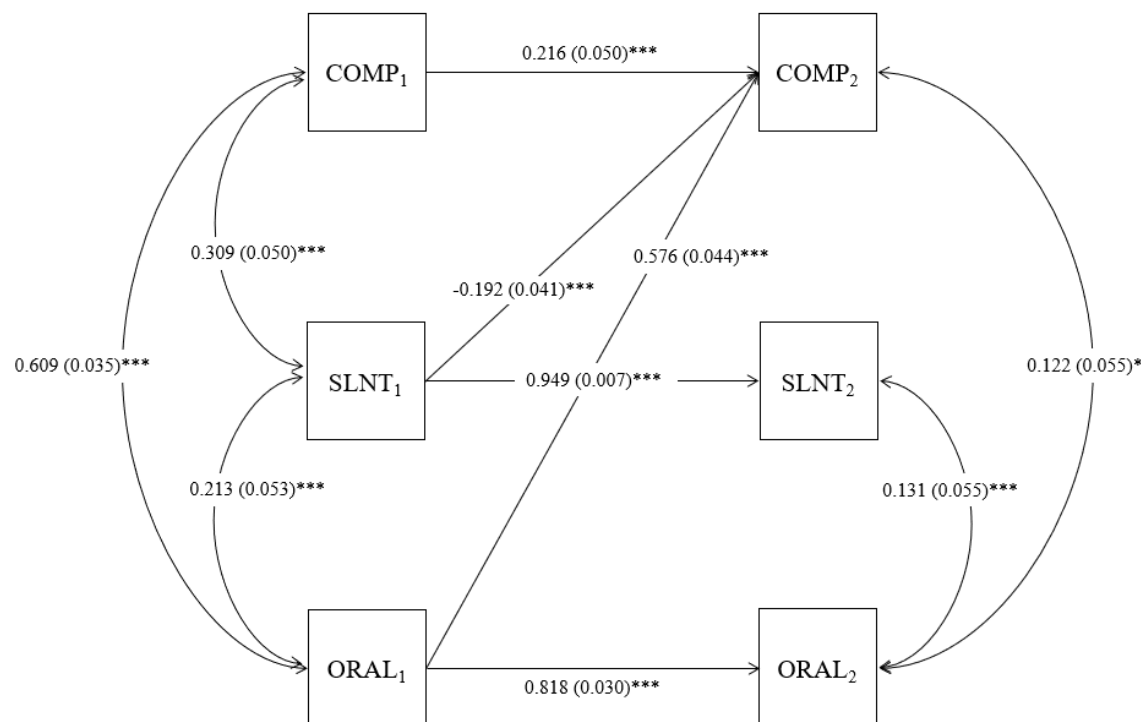 0.216 (0.050)***
COMP₁
COMP₂
0.309 (0.050)***
0.576 (0.044)***
-0.192 (0.041)***
0.609 (0.035)***
SLNT₁
0.949 (0.007)***
SLNT₂
0.122 (0.055)*
0.213 (0.053)***
0.131 (0.055)***
ORAL₁
ORAL₂
0.818 (0.030)***